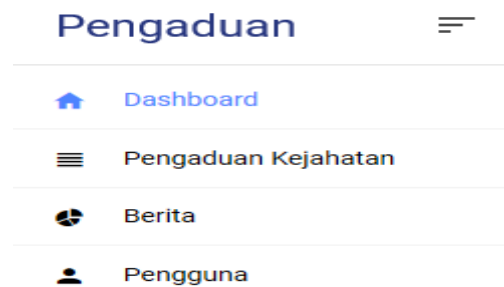 Pengaduan
Dashboard
Pengaduan Kejahatan
Berita
Pengguna